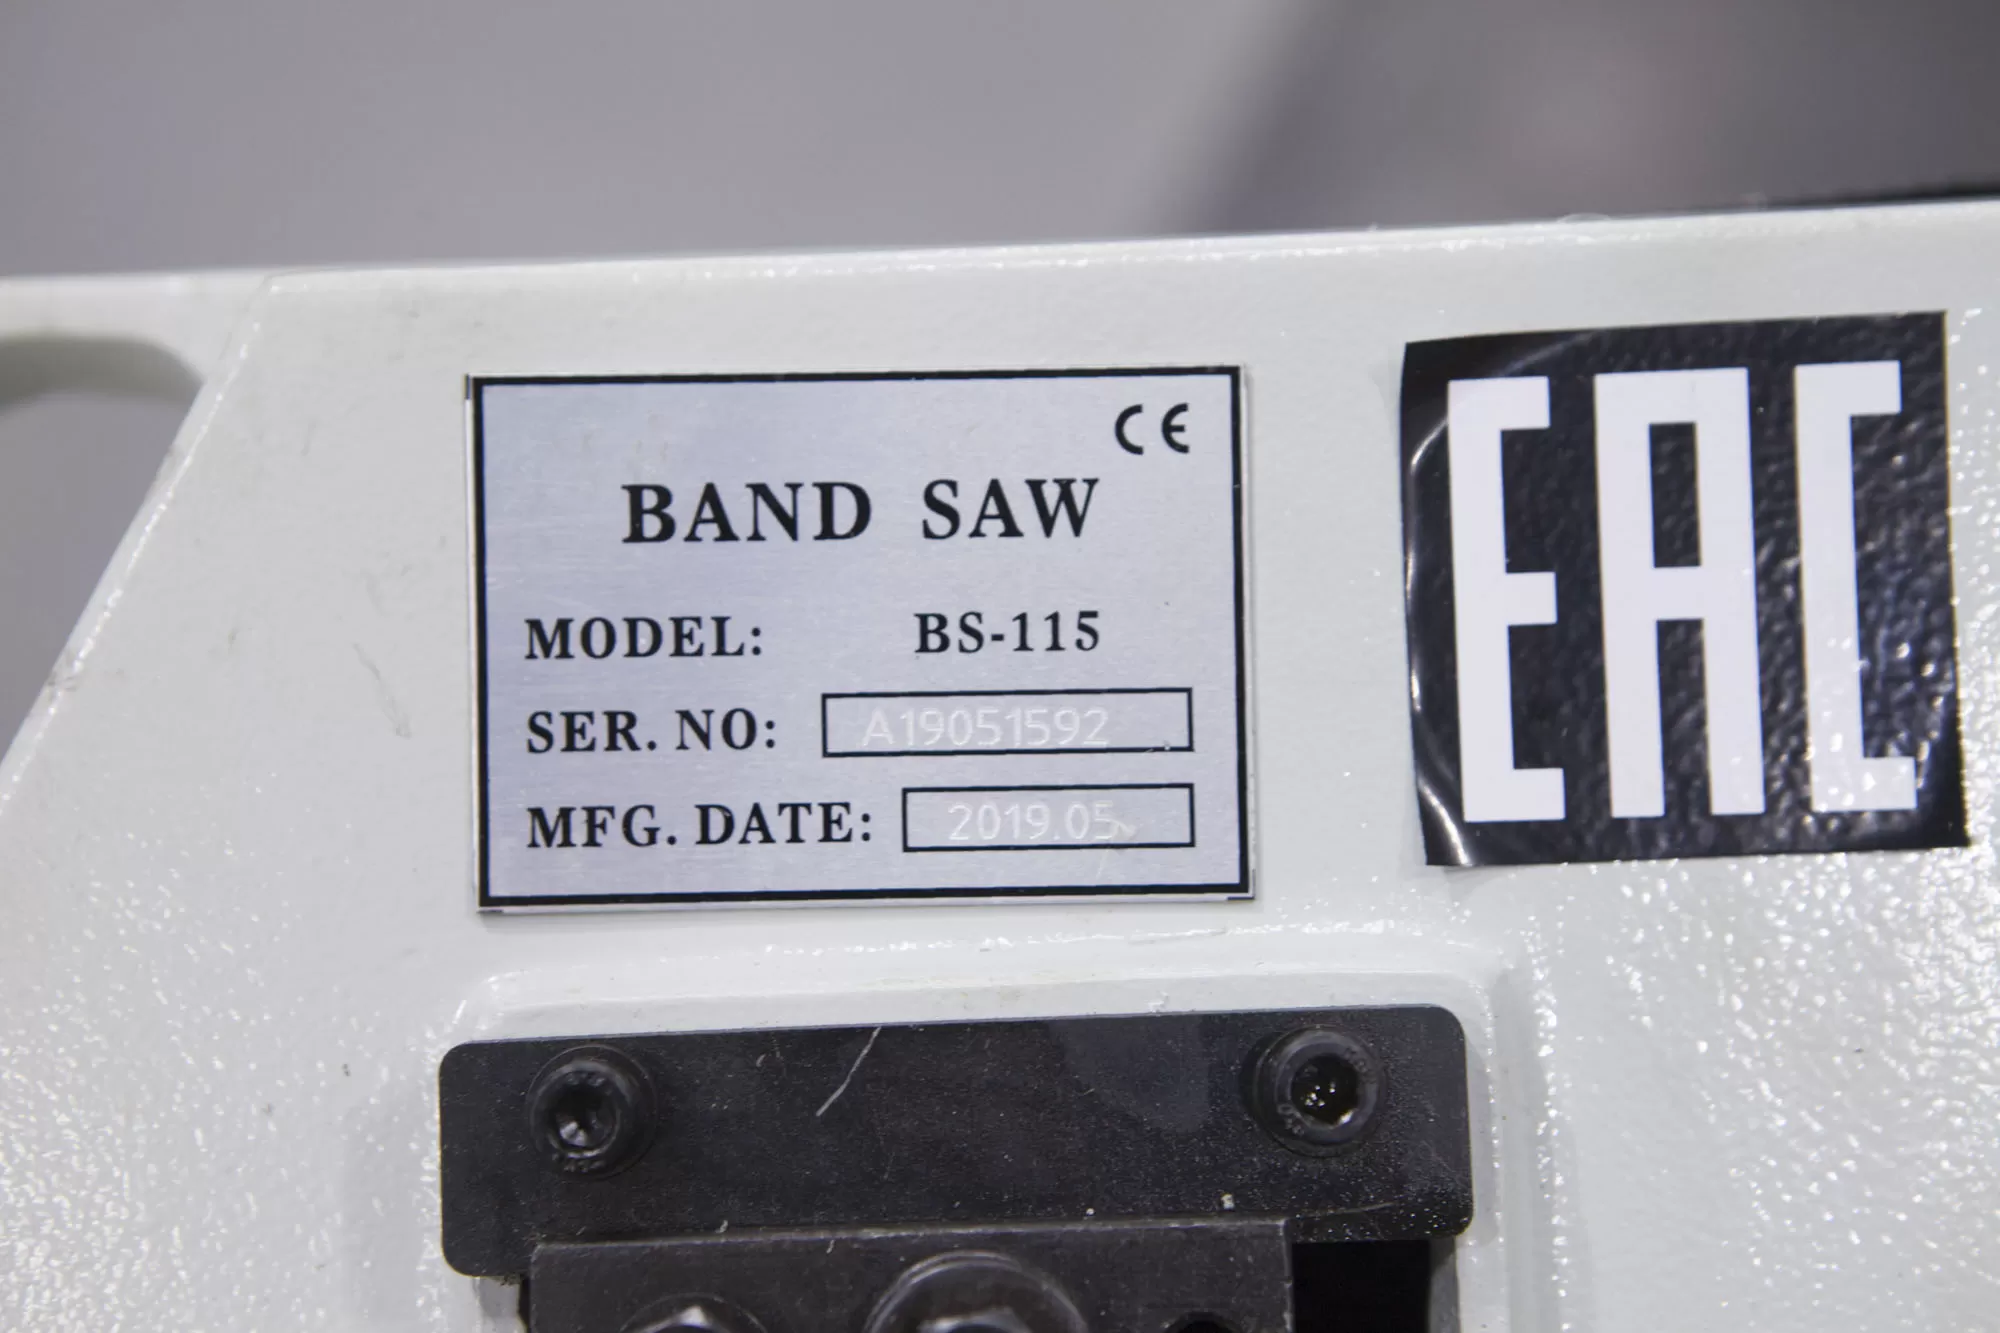 CE
BAND SAW
MODEL: BS-115
SER. NO: A19051592
MFG. DATE: 2019.05
EAC